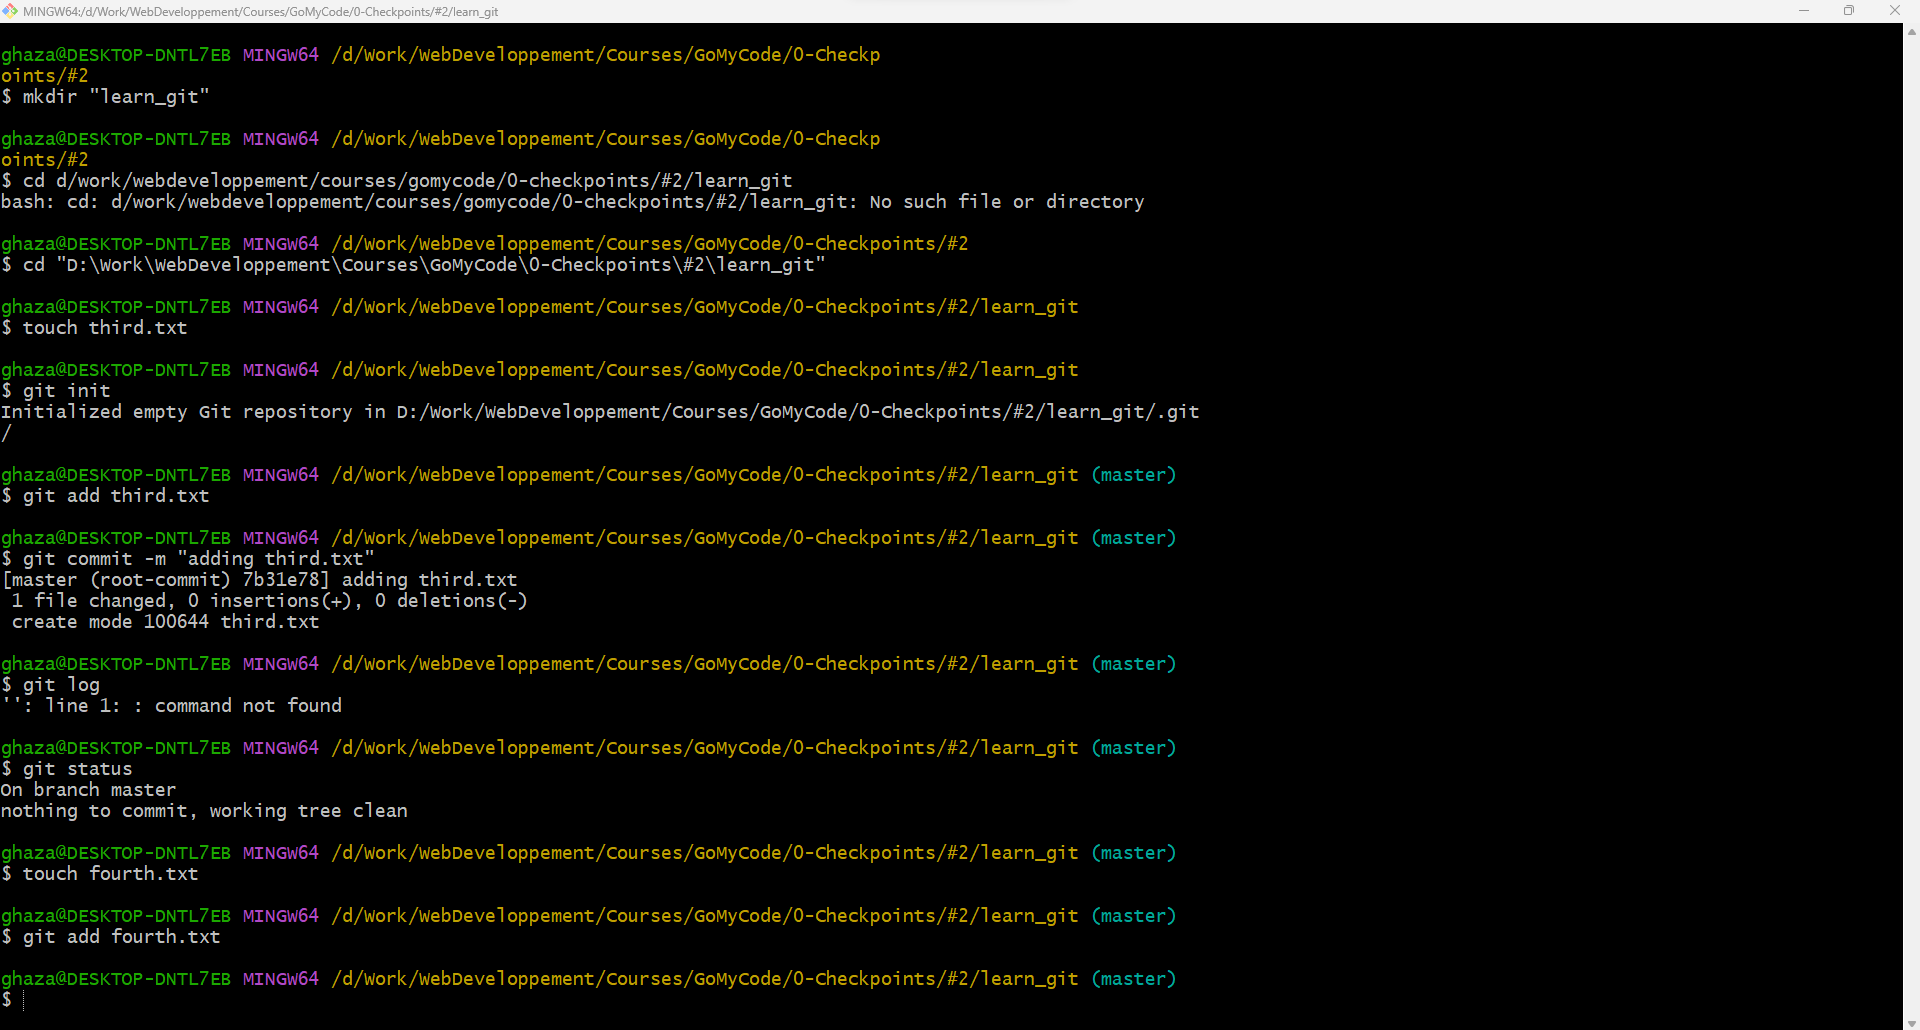 MINGW64:/d/Work/WebDeveloppement/Courses/GoMyCode/0-Checkpoints/#2/learn_git
ghaza@DESKTOP-DNTL7EB MINGW64 /d/Work/WebDeveloppement/Courses/GoMyCode/0-Checkp
oints/#2
$ mkdir "learn_git"
ghaza@DESKTOP-DNTL7EB MINGW64 /d/Work/WebDeveloppement/Courses/GoMyCode/0-Checkp
oints/#2
$ cd d/work/webdeveloppement/courses/gomycode/0-checkpoints/#2/learn_git
bash: cd: d/work/webdeveloppement/courses/gomycode/0-checkpoints/#2/learn_git: No such file or directory
ghaza@DESKTOP-DNTL7EB MINGW64 /d/Work/WebDeveloppement/Courses/GoMyCode/0-Checkpoints/#2
$ cd "D:\Work\WebDeveloppement\Courses\GoMyCode\0-Checkpoints\#2\learn_git"
ghaza@DESKTOP-DNTL7EB MINGW64 /d/Work/WebDeveloppement/Courses/GoMyCode/0-Checkpoints/#2/learn_git
$ touch third.txt
ghaza@DESKTOP-DNTL7EB MINGW64 /d/Work/WebDeveloppement/Courses/GoMyCode/0-Checkpoints/#2/learn_git
$ git init
Initialized empty Git repository in D:/Work/WebDeveloppement/Courses/GoMyCode/0-Checkpoints/#2/learn_git/.git
/
ghaza@DESKTOP-DNTL7EB MINGW64 /d/Work/WebDeveloppement/Courses/GoMyCode/0-Checkpoints/#2/learn_git (master)
$ git add third.txt
ghaza@DESKTOP-DNTL7EB MINGW64 /d/Work/WebDeveloppement/Courses/GoMyCode/0-Checkpoints/#2/learn_git (master)
$ git commit -m "adding third.txt"
[master (root-commit) 7b31e78] adding third.txt
 1 file changed, 0 insertions(+), 0 deletions(-)
 create mode 100644 third.txt
ghaza@DESKTOP-DNTL7EB MINGW64 /d/Work/WebDeveloppement/Courses/GoMyCode/0-Checkpoints/#2/learn_git (master)
$ git log
'': line 1: : command not found
ghaza@DESKTOP-DNTL7EB MINGW64 /d/Work/WebDeveloppement/Courses/GoMyCode/0-Checkpoints/#2/learn_git (master)
$ git status
On branch master
nothing to commit, working tree clean
ghaza@DESKTOP-DNTL7EB MINGW64 /d/Work/WebDeveloppement/Courses/GoMyCode/0-Checkpoints/#2/learn_git (master)
$ touch fourth.txt
ghaza@DESKTOP-DNTL7EB MINGW64 /d/Work/WebDeveloppement/Courses/GoMyCode/0-Checkpoints/#2/learn_git (master)
$ git add fourth.txt
ghaza@DESKTOP-DNTL7EB MINGW64 /d/Work/WebDeveloppement/Courses/GoMyCode/0-Checkpoints/#2/learn_git (master)
$